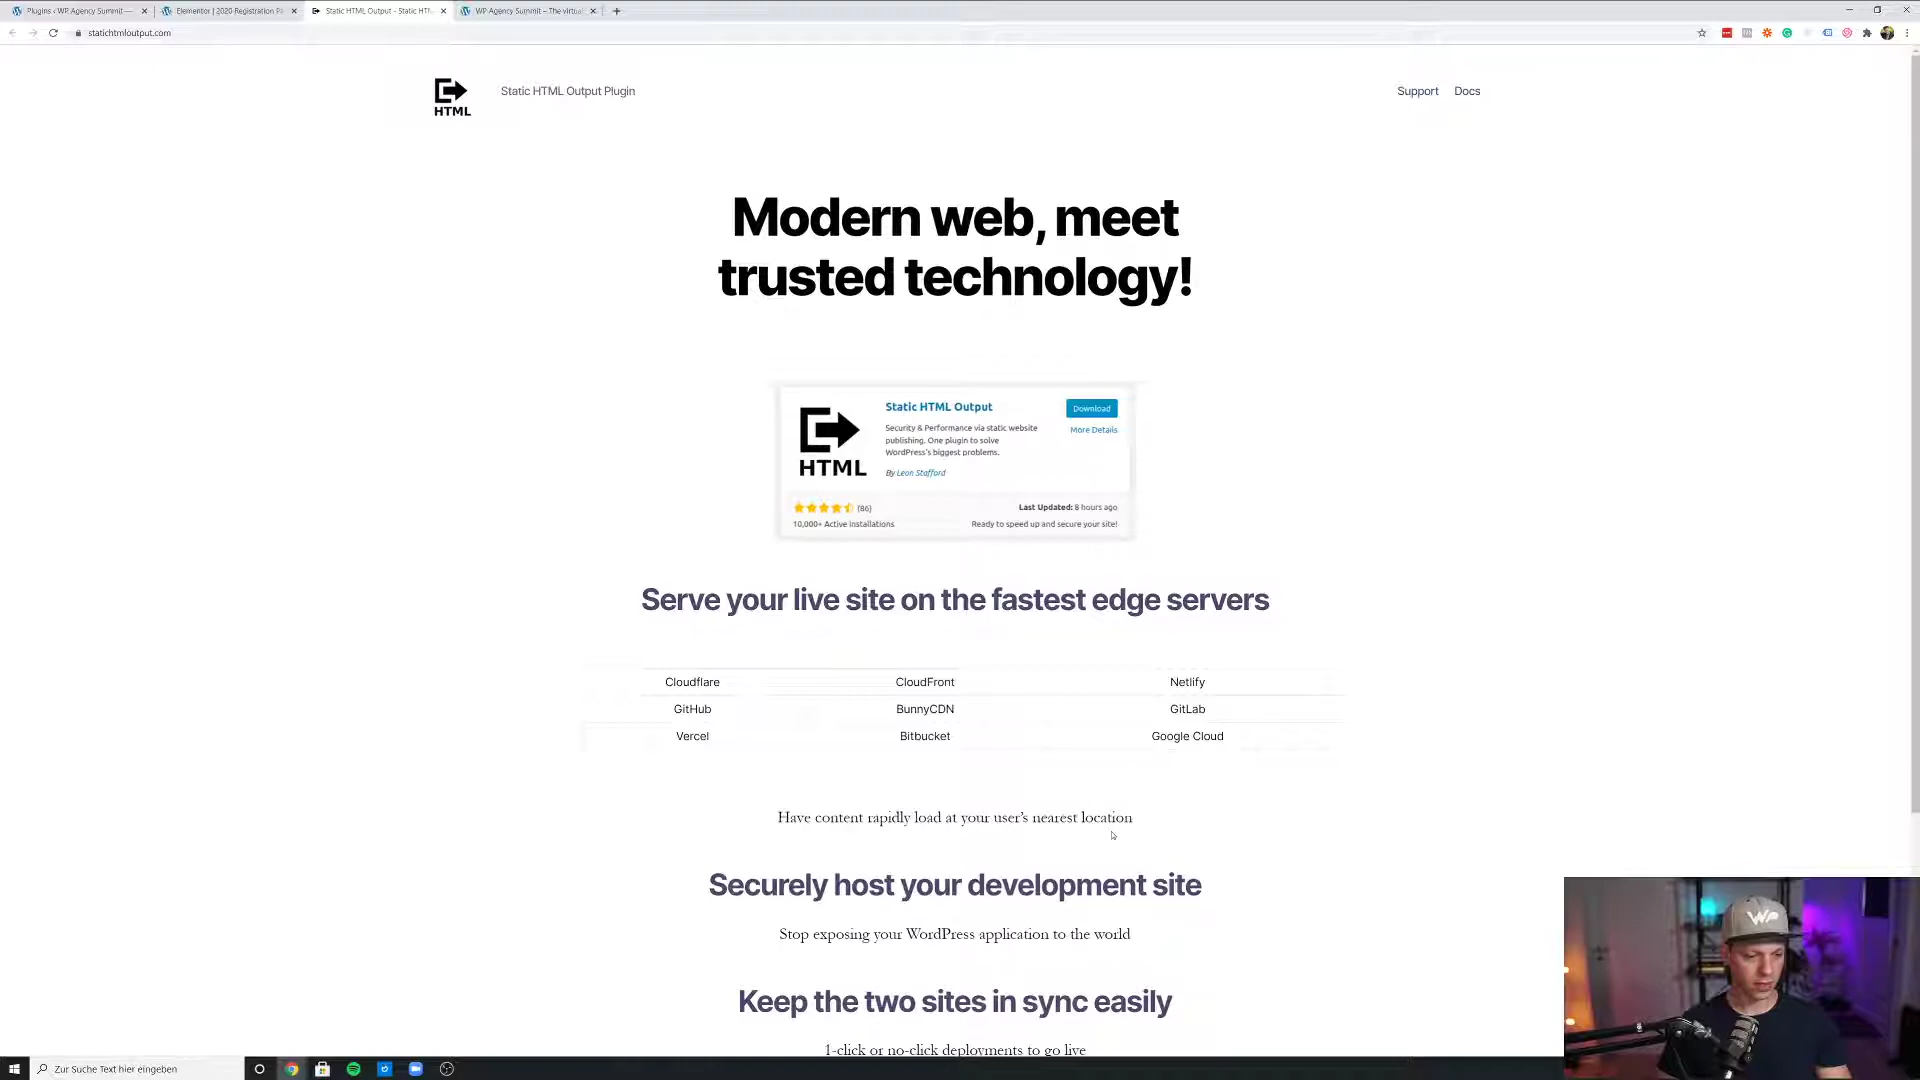 Plugins ‹ WP Agency Summit —
Elementor | 2020 Registration Pa
Static HTML Output - Static HTM
WP Agency Summit – The virtual
statichtmloutput.com
HTML
Static HTML Output Plugin
Support
Docs
Modern web, meet
trusted technology!
HTML
Static HTML Output
Download
Security & Performance via static website
More Details
publishing. One plugin to solve
WordPress's biggest problems.
By Leon Stafford
(86)
Last Updated: 8 hours ago
10,000+ Active Installations
Ready to speed up and secure your site!
Serve your live site on the fastest edge servers
Cloudflare CloudFront Netlify
GitHub BunnyCDN GitLab
Vercel Bitbucket Google Cloud
Have content rapidly load at your user’s nearest location
Securely host your development site
Stop exposing your WordPress application to the world
Keep the two sites in sync easily
1-click or no-click deployments to go live
WP
Zur Suche Text hier eingeben